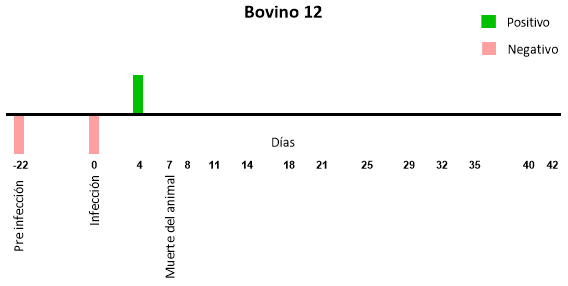 Bovino 12
Positivo
Negativo
Días
-22 0 4 7 8 11 14 18 21 25 29 32 35 40 42
Pre infección
Infección
Muerte del animal